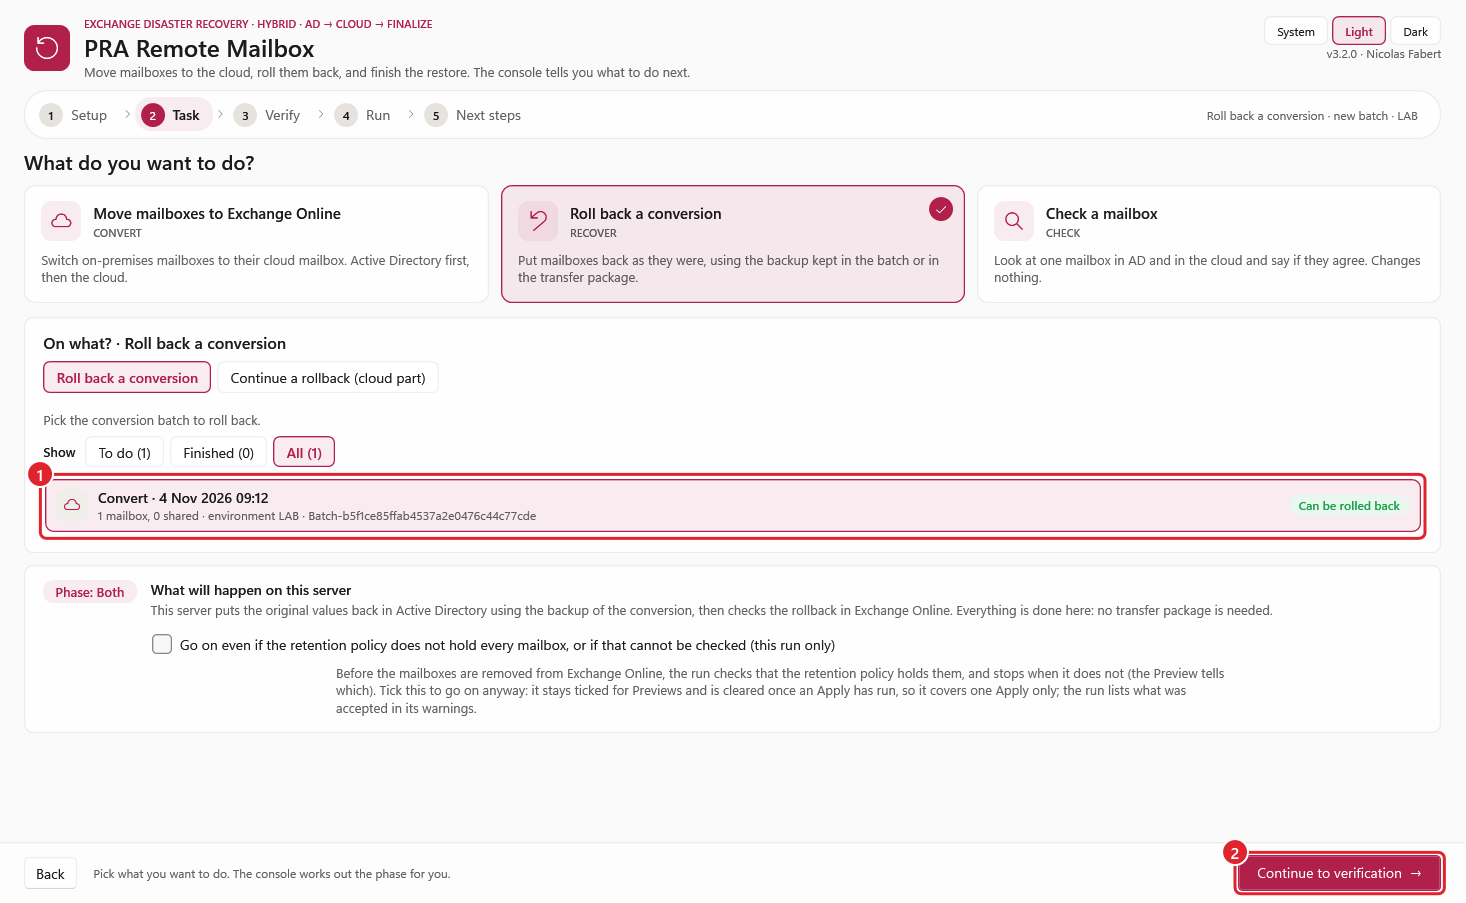 EXCHANGE DISASTER RECOVERY · HYBRID · AD → CLOUD → FINALIZE
PRA Remote Mailbox
Move mailboxes to the cloud, roll them back, and finish the restore. The console tells you what to do next.
System
Light
Dark
v3.2.0 · Nicolas Fabert
1 Setup
2 Task
3 Verify
4 Run
5 Next steps
Roll back a conversion · new batch · LAB
What do you want to do?
Move mailboxes to Exchange Online
CONVERT
Switch on-premises mailboxes to their cloud mailbox. Active Directory first,
then the cloud.
Roll back a conversion
RECOVER
Put mailboxes back as they were, using the backup kept in the batch or in
the transfer package.
Check a mailbox
CHECK
Look at one mailbox in AD and in the cloud and say if they agree. Changes
nothing.
On what? · Roll back a conversion
Roll back a conversion
Continue a rollback (cloud part)
Pick the conversion batch to roll back.
Show
To do (1)
Finished (0)
All (1)
1
Convert · 4 Nov 2026 09:12
1 mailbox, 0 shared · environment LAB · Batch-b5f1ce85ffab4537a2e0476c44c77cde
Can be rolled back
Phase: Both
What will happen on this server
This server puts the original values back in Active Directory using the backup of the conversion, then checks the rollback in Exchange Online. Everything is done here: no transfer package is needed.
Go on even if the retention policy does not hold every mailbox, or if that cannot be checked (this run only)
Before the mailboxes are removed from Exchange Online, the run checks that the retention policy holds them, and stops when it does not (the Preview tells
which). Tick this to go on anyway: it stays ticked for Previews and is cleared once an Apply has run, so it covers one Apply only; the run lists what was
accepted in its warnings.
Back
Pick what you want to do. The console works out the phase for you.
2
Continue to verification →